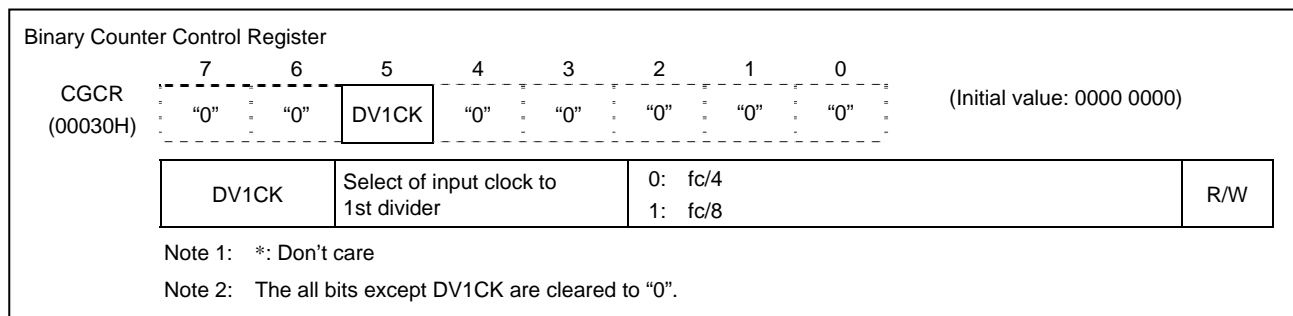 Binary Counter Control Register
7 6 5 4 3 2 1 0
CGCR
(00030H)
“0” “0” DV1CK “0” “0” “0” “0” “0”
(Initial value: 0000 0000)
DV1CK
Select of input clock to
1st divider
0: fc/4
1: fc/8
R/W
Note 1: *: Don’t care
Note 2: The all bits except DV1CK are cleared to “0”.